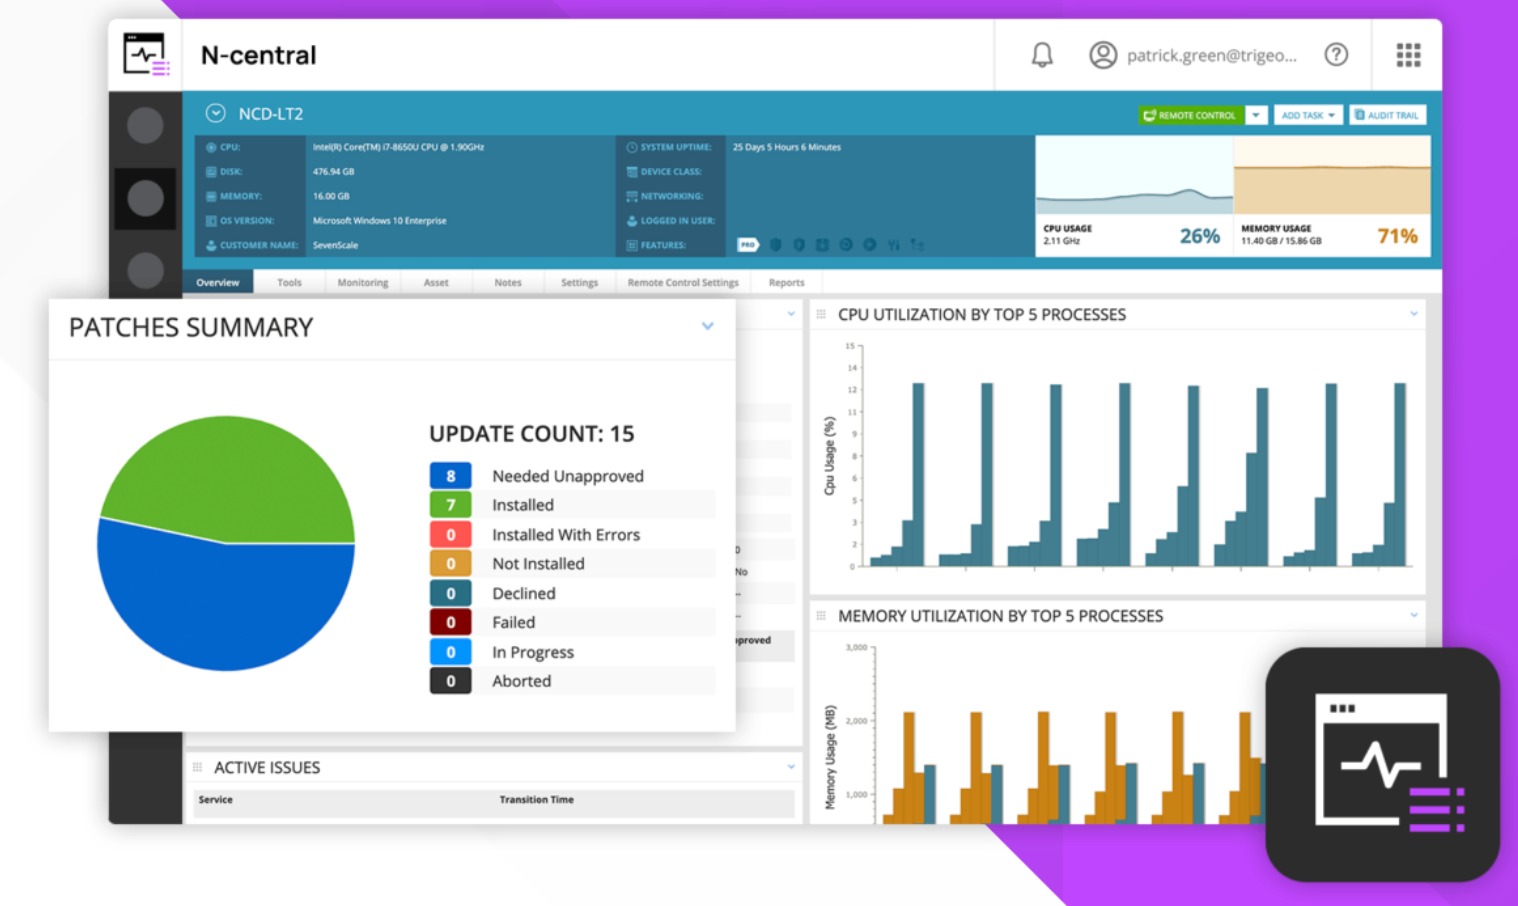 N-central
patrick.green@trigeo...
NCD-LT2
REMOTE CONTROL
ADD TASK
AUDIT TRAIL
CPU:
Intel(R) Core(TM) i7-8650U CPU @ 1.90GHz
DISK:
476.94 GB
MEMORY:
16.00 GB
OS VERSION:
Microsoft Windows 10 Enterprise
CUSTOMER NAME:
SevenScale
SYSTEM UPTIME:
25 Days 5 Hours 6 Minutes
DEVICE CLASS:
NETWORKING:
LOGGED IN USER:
FEATURES:
PRO
CPU USAGE
2.11 GHz
26%
MEMORY USAGE
11.40 GB / 15.86 GB
71%
Overview
Tools
Monitoring
Asset
Notes
Settings
Remote Control Settings
Reports
PATCHES SUMMARY
UPDATE COUNT: 15
8 Needed Unapproved
7 Installed
0 Installed With Errors
0 Not Installed
0 Declined
0 Failed
0 In Progress
0 Aborted
0
No
--
--
pproved
ACTIVE ISSUES
Service
Transition Time
CPU UTILIZATION BY TOP 5 PROCESSES
Cpu Usage (%)
15
14
12
11
9
8
6
5
3
2
0
MEMORY UTILIZATION BY TOP 5 PROCESSES
Memory Usage (MB)
3,000
2,000
1,000